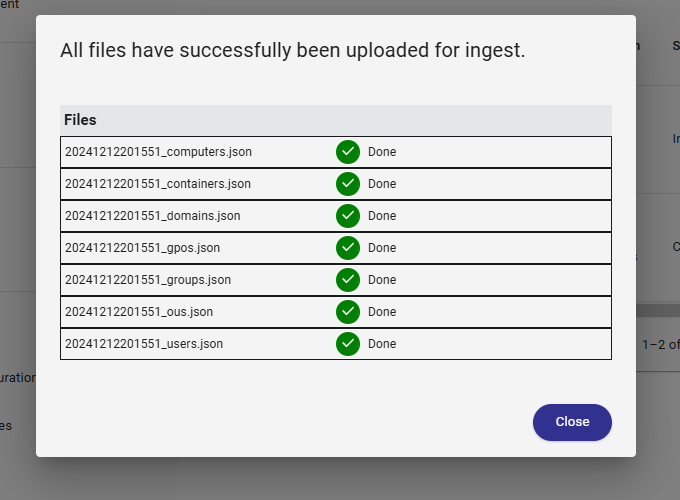 ent
All files have successfully been uploaded for ingest.
Files
20241212201551_computers.json Done
20241212201551_containers.json Done
20241212201551_domains.json Done
20241212201551_gpos.json Done
20241212201551_groups.json Done
20241212201551_ous.json Done
20241212201551_users.json Done
1–2 of
uration
es
Close